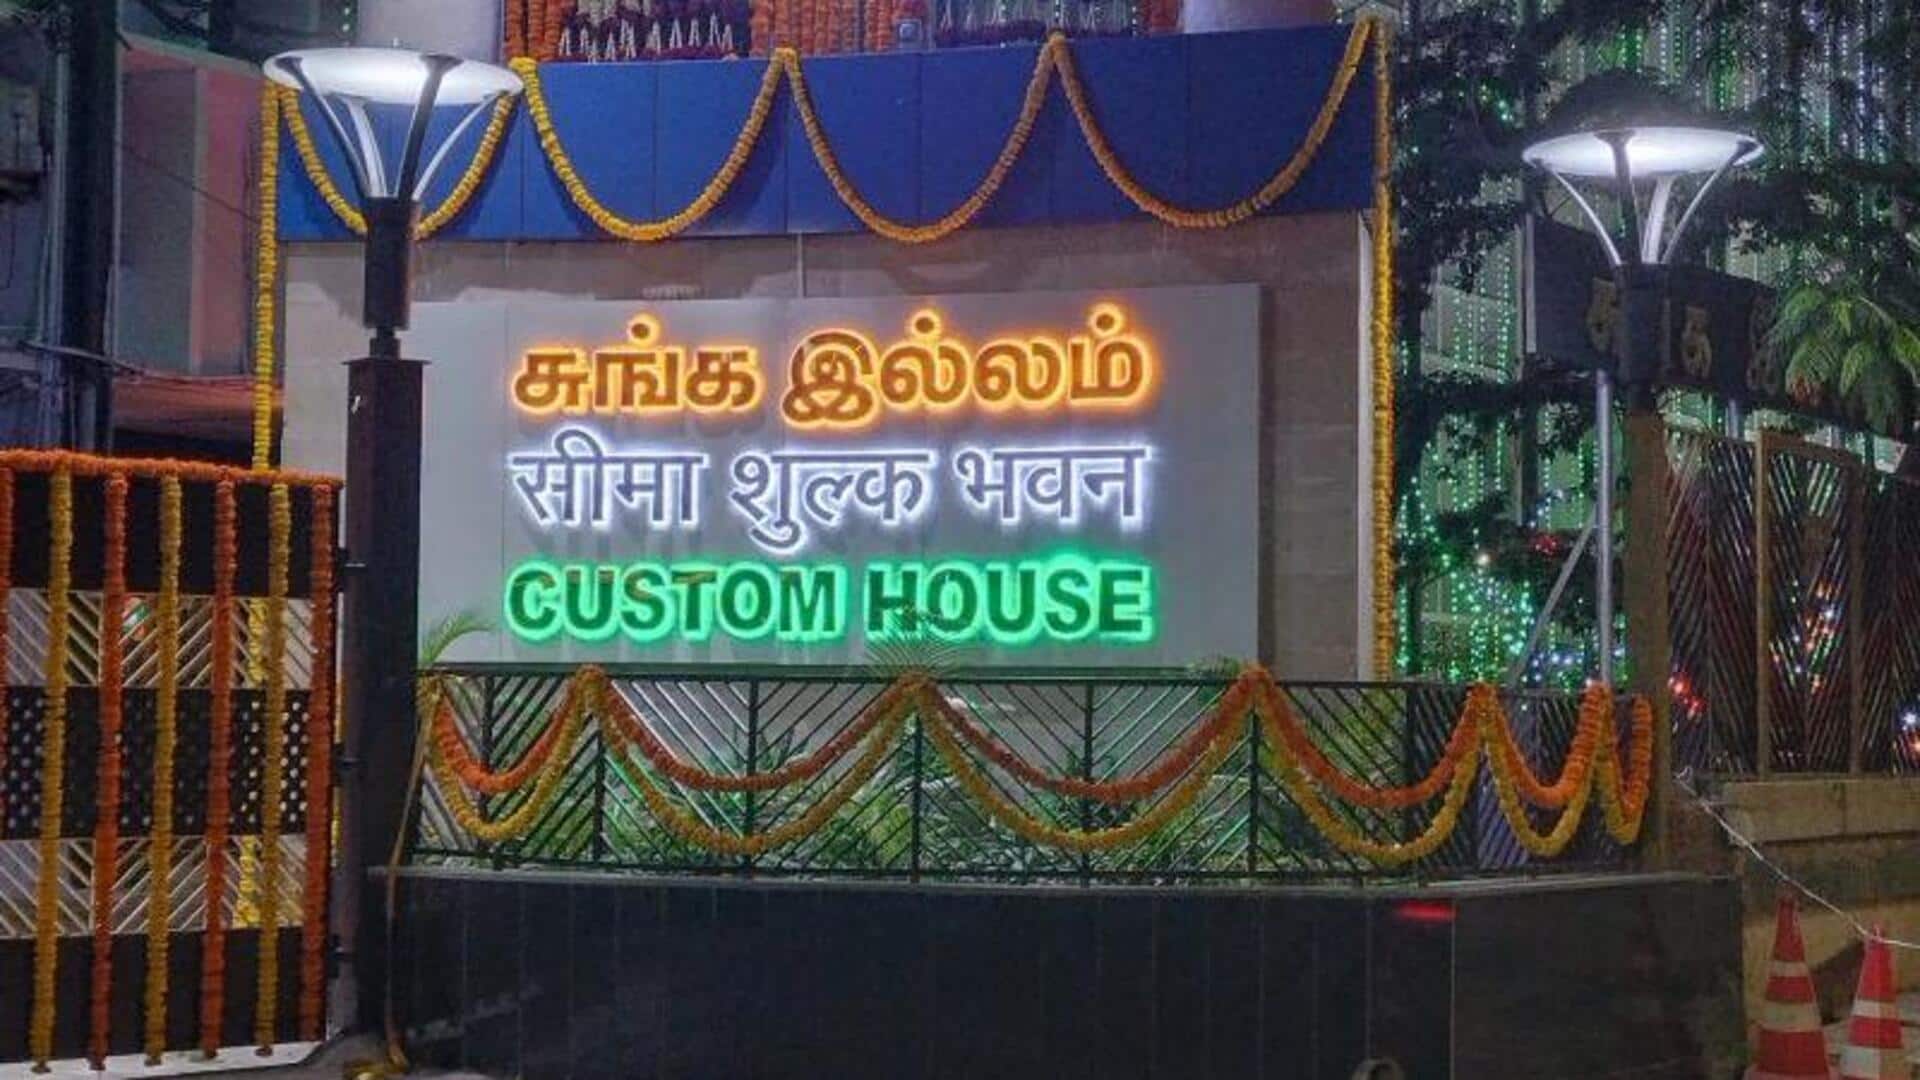 சுங்க இல்லம்
सीमा शुल्क भवन
CUSTOM HOUSE